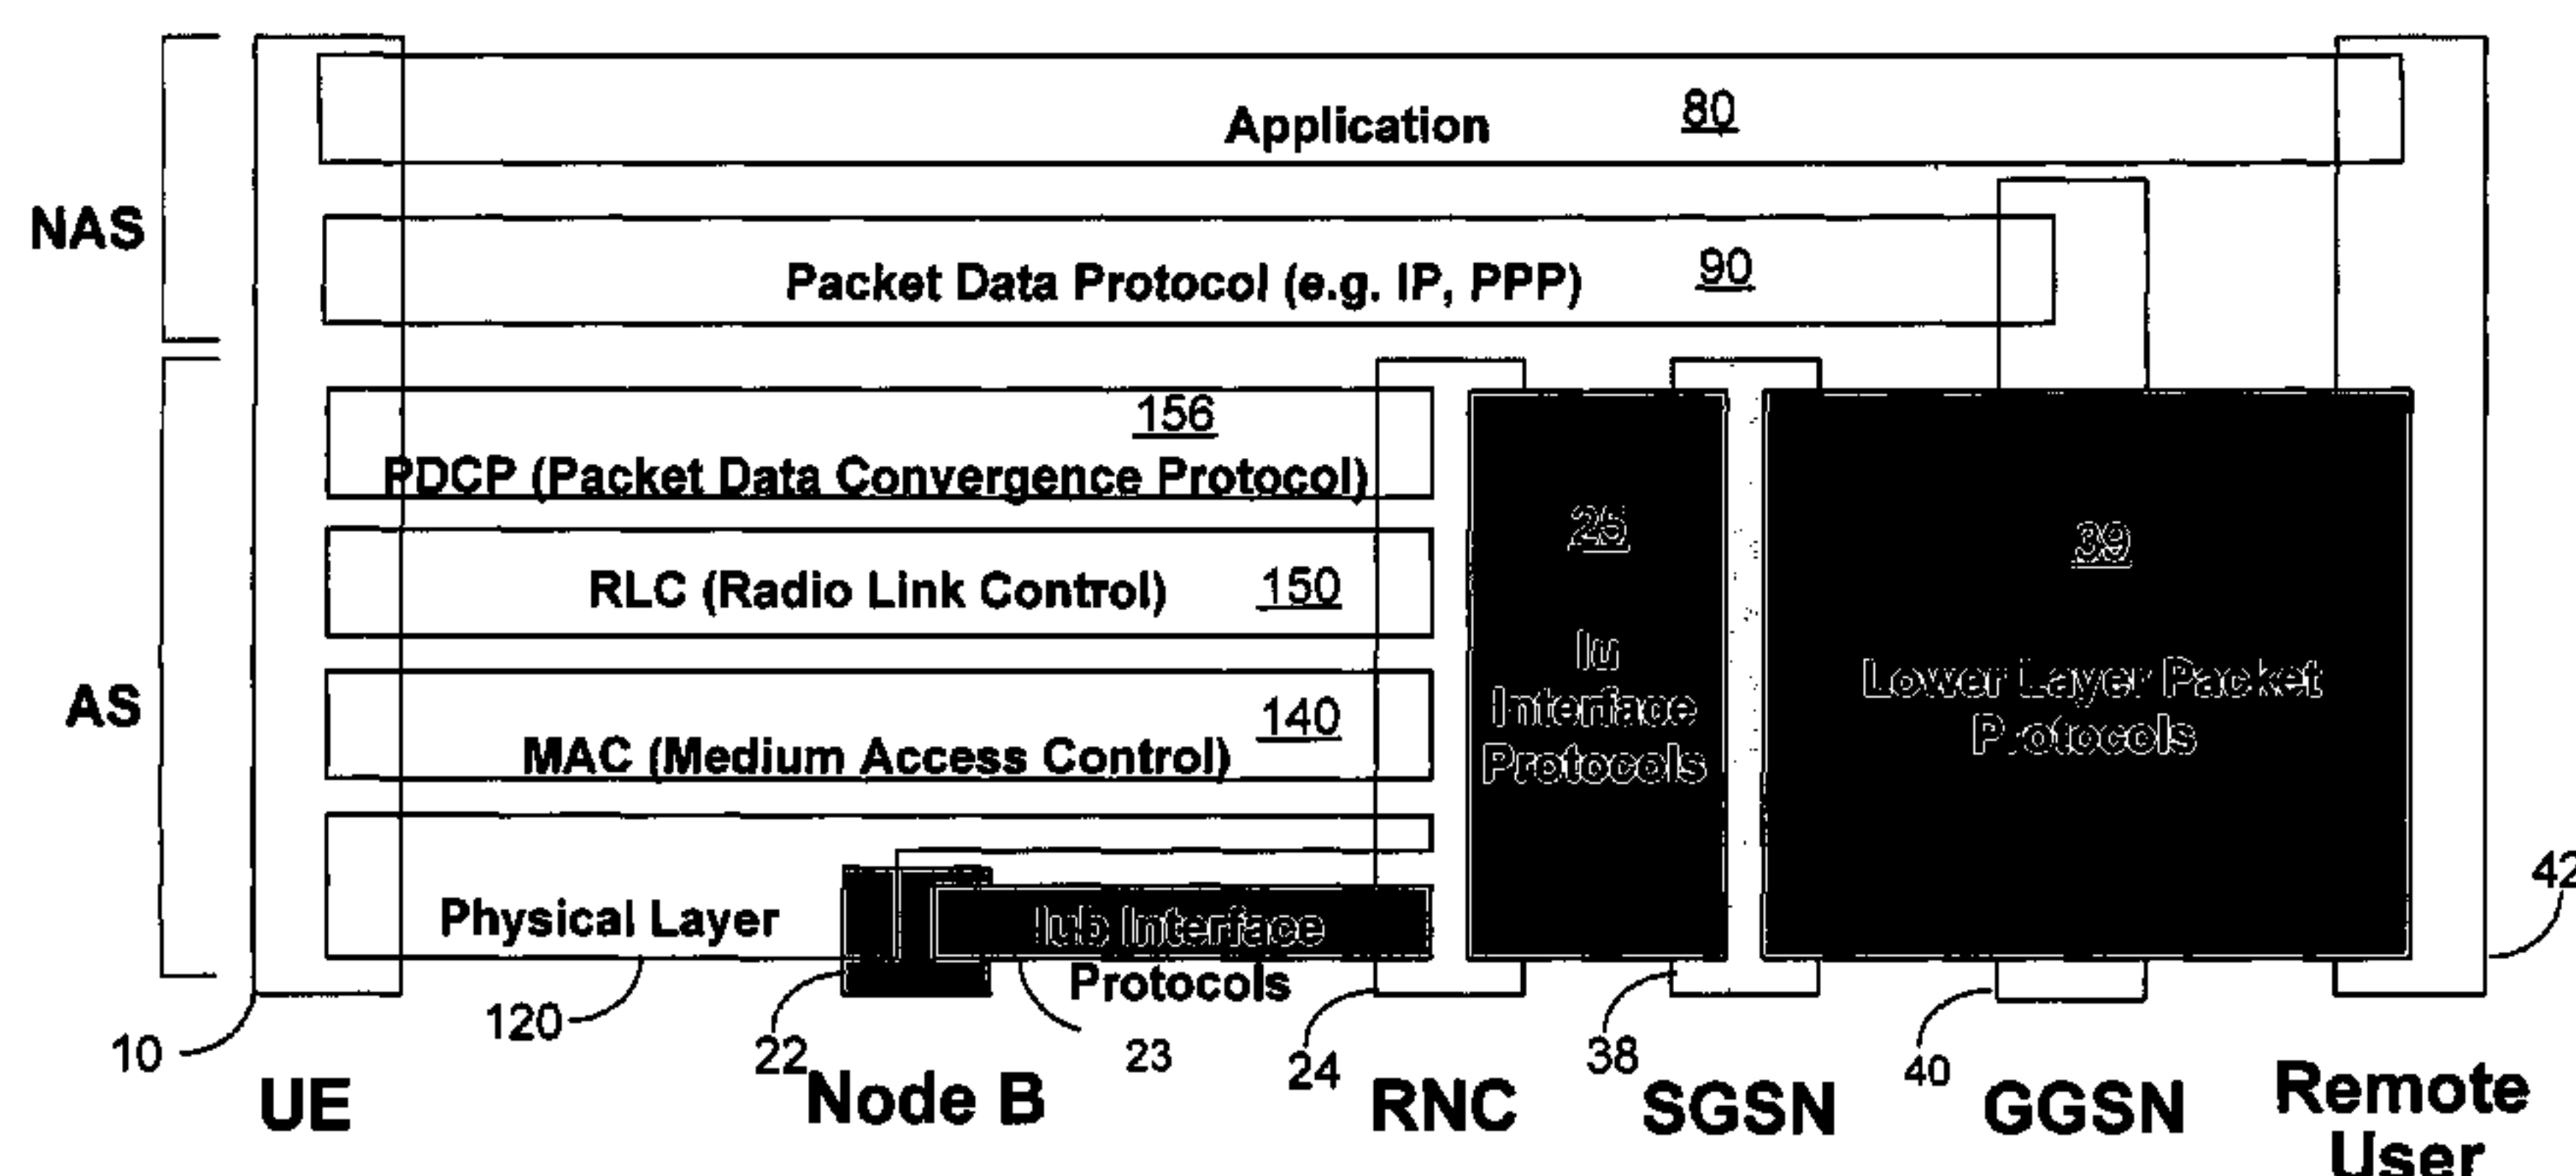 Application 80
NAS
Packet Data Protocol (e.g. IP, PPP) 90
156
PDCP (Packet Data Convergence Protocol)
25
39
RLC (Radio Link Control) 150
Iu
Interface
Protocols
Lower Layer Packet
Protocols
AS
140
MAC (Medium Access Control)
Physical Layer
Iub Interface
Protocols
42
10
120
22
23
24
38
40
UE
Node B
RNC
SGSN
GGSN
Remote
User